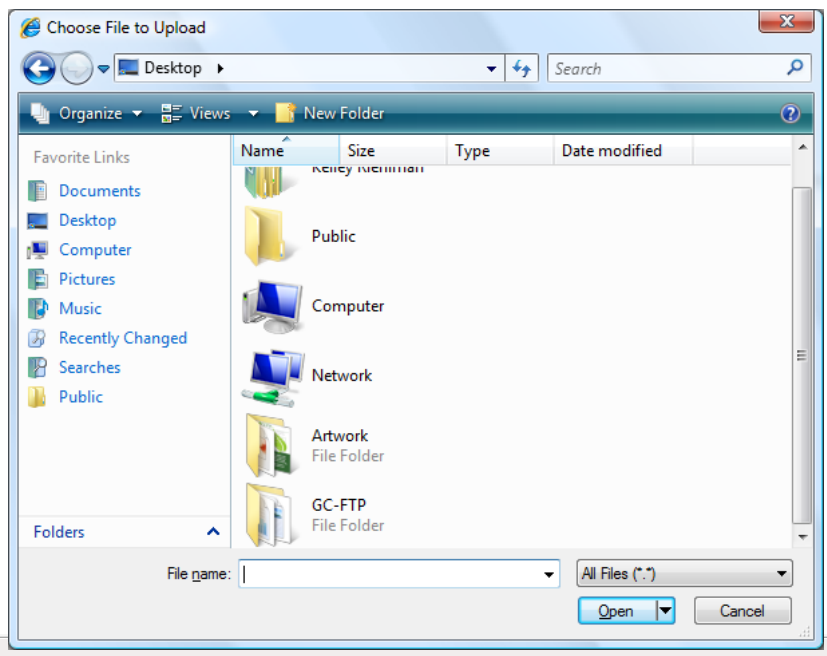 Choose File to Upload
Desktop
Search
Organize Views New Folder
Favorite Links
Documents
Desktop
Computer
Pictures
Music
Recently Changed
Searches
Public
Folders
Name Size Type Date modified
Kelley
Public
Computer
Network
Artwork
File Folder
GC-FTP
File Folder
File name:
All Files (*.*)
Open Cancel